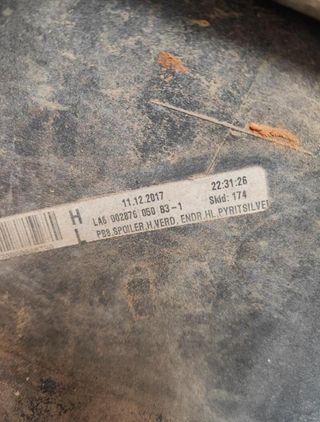 11.12.2017 22:31:26
H LA6 002876 050 B3-1 Skid: 174
L PB8.SPOILER.H.VERD. ENDR.HL.PYRITSILVE